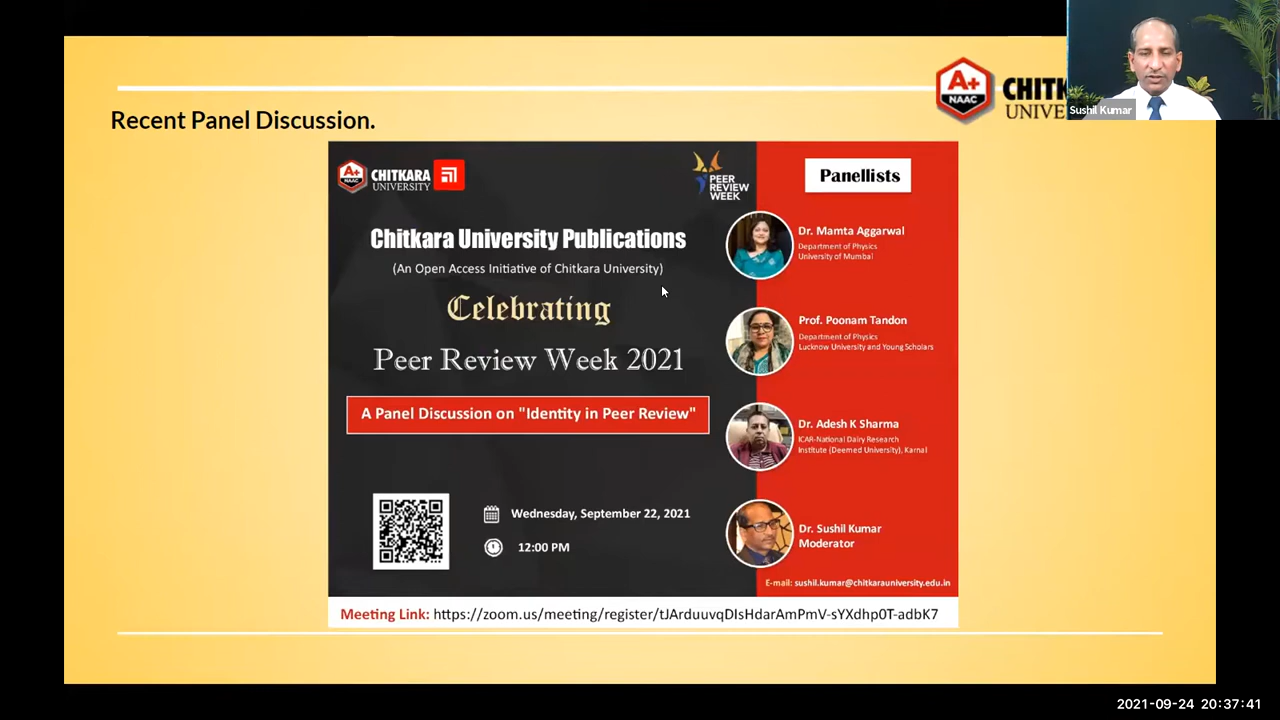 Recent Panel Discussion.
A+
NAAC
CHITK
UNIVER
Sushil Kumar
A+
NAAC
CHITKARA
UNIVERSITY
PEER
REVIEW
WEEK
Chitkara University Publications
(An Open Access Initiative of Chitkara University)
Celebrating
Peer Review Week 2021
A Panel Discussion on "Identity in Peer Review"
Wednesday, September 22, 2021
12:00 PM
Panellists
Dr. Mamta Aggarwal
Department of Physics
University of Mumbai
Prof. Poonam Tandon
Department of Physics
Lucknow University and Young Scholars
Dr. Adesh K Sharma
ICAR-National Dairy Research
Institute (Deemed University), Karnal
Dr. Sushil Kumar
Moderator
E-mail: sushil.kumar@chitkarauniversity.edu.in
Meeting Link: https://zoom.us/meeting/register/tJArduuvqDIsHdarAmPmV-sYXdhp0T-adbK7
2021-09-24 20:37:41